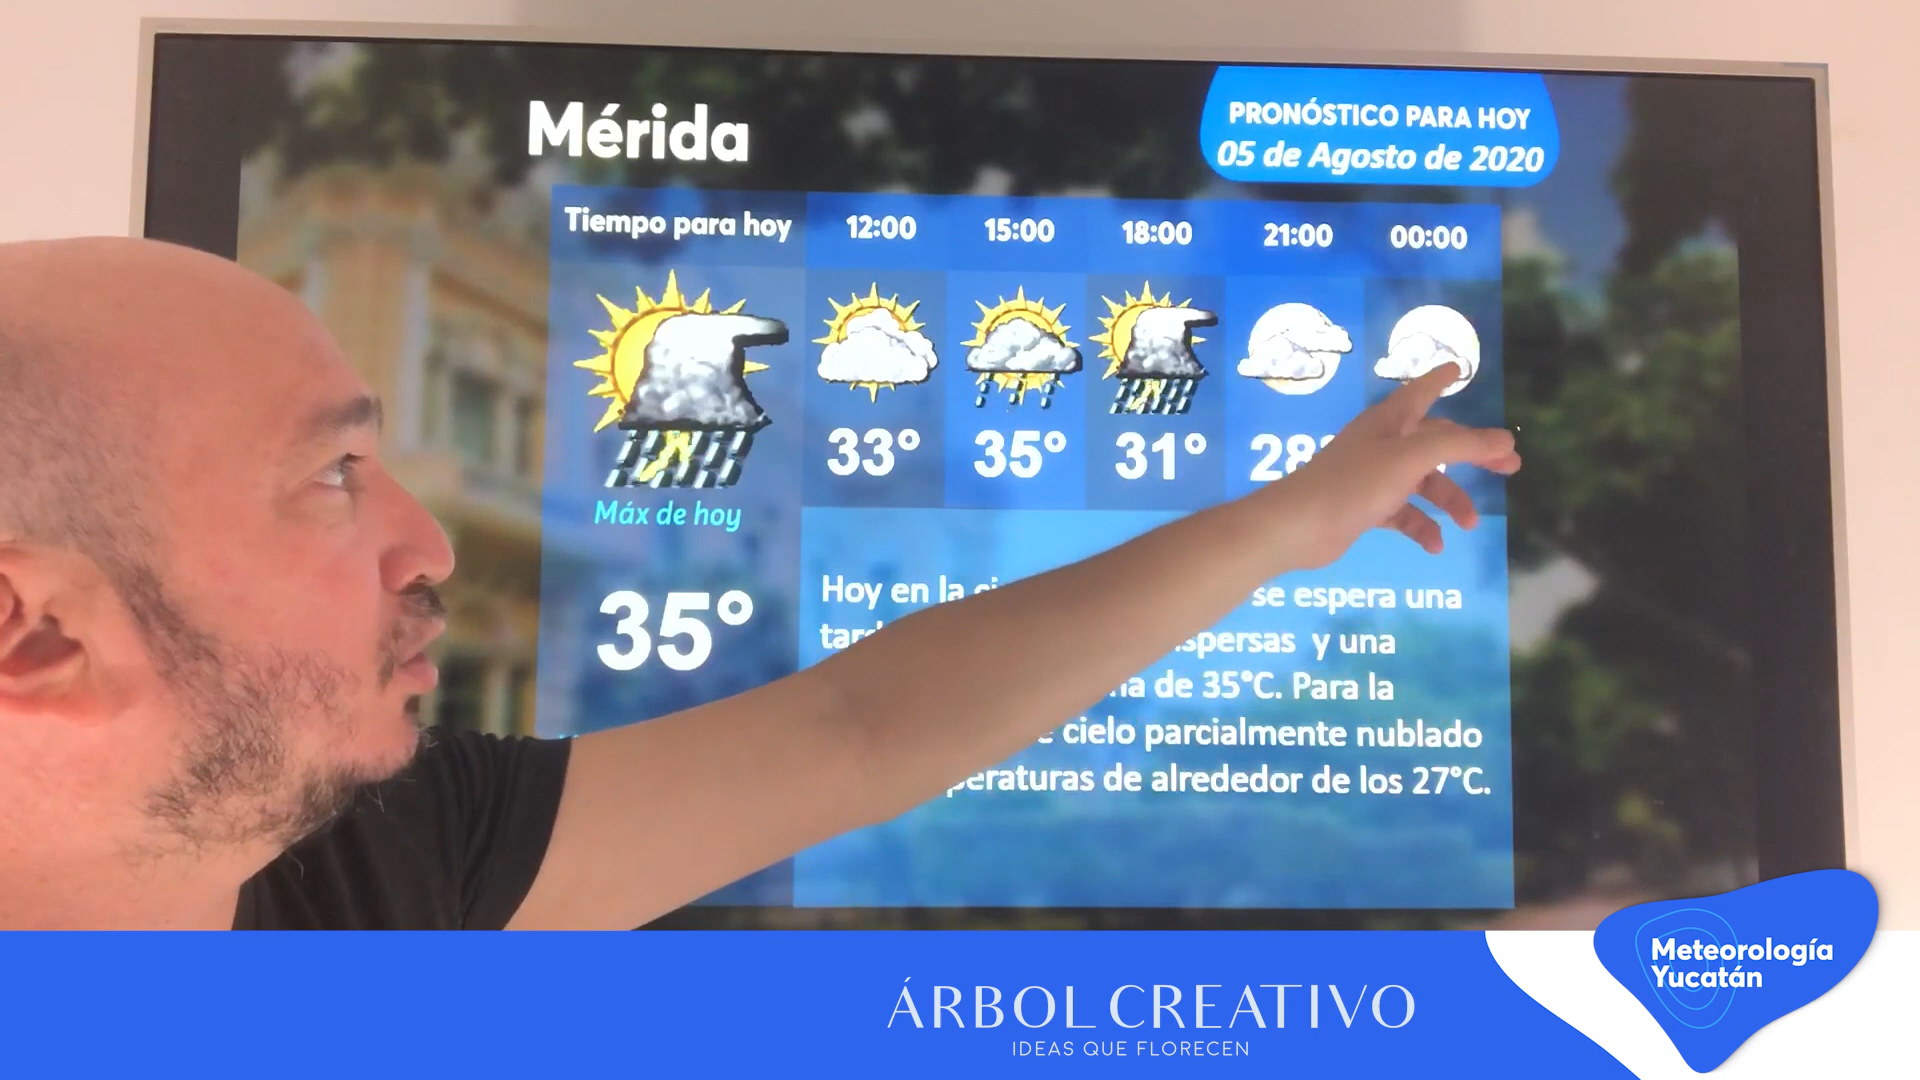 Mérida
PRONÓSTICO PARA HOY
05 de Agosto de 2020
Tiempo para hoy
12:00
15:00
18:00
21:00
00:00
33°
35°
31°
28°
Máx de hoy
35°
Hoy en la se espera una
y una
de 35°C. Para la
cielo parcialmente nublado
de alrededor de los 27°C.
ÁRBOL CREATIVO
IDEAS QUE FLORECEN
Meteorología
Yucatán